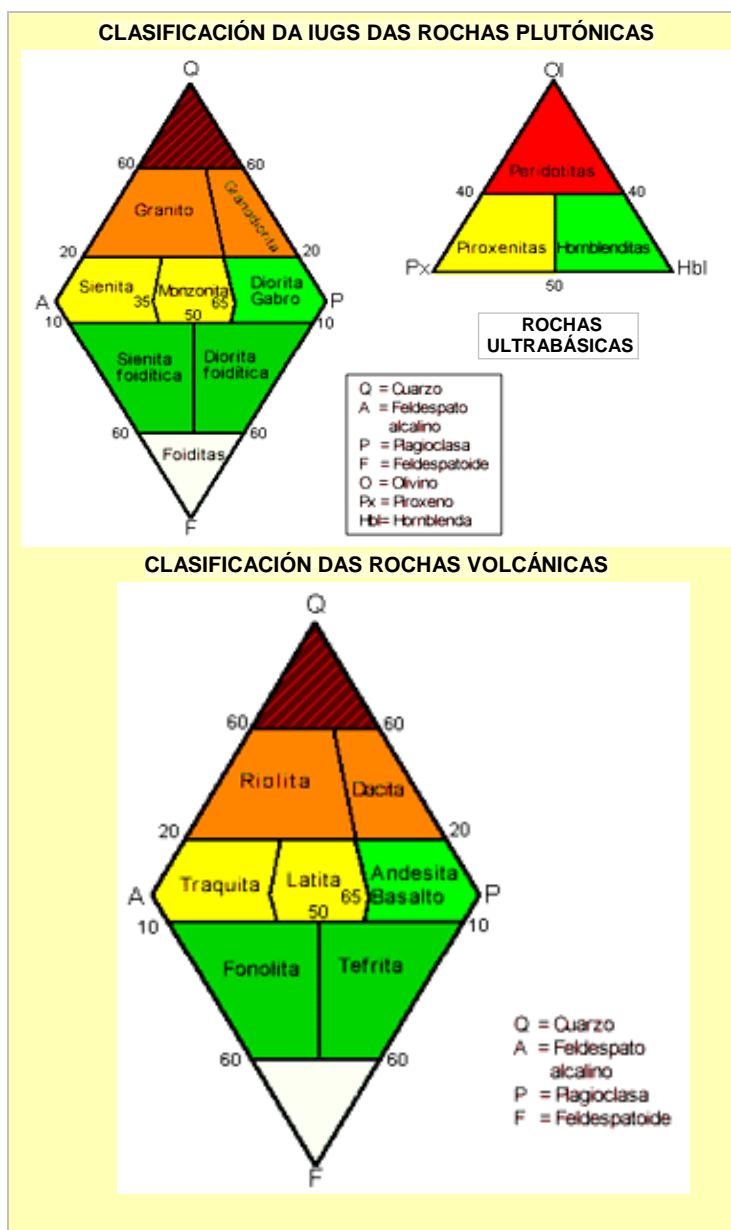 CLASIFICACIÓN DA IUGS DAS ROCHAS PLUTÓNICAS
Q
60 60
Granito
Granodiorita
20 20
Sienita
Monzonita
Diorita
Gabro
35
65
50
A
P
10 10
Sienita
foidítica
Diorita
foidítica
60 60
Foiditas
F
Ol
Peridotitas
40 40
Piroxenitas
Hornblenditas
Px
Hbl
50
ROCHAS
ULTRABÁSICAS
Q = Cuarzo
A = Feldespato
alcalino
P = Plagioclasa
F = Feldespatoide
O = Olivino
Px = Piroxeno
Hbl= Hornblenda
CLASIFICACIÓN DAS ROCHAS VOLCÁNICAS
Q
60 60
Riolita
Dacita
20 20
Traquita
Latita
Andesita
Basalto
65
50
A
P
10 10
Fonolita
Tefrita
60 60
F
Q = Cuarzo
A = Feldespato
alcalino
P = Plagioclasa
F = Feldespatoide